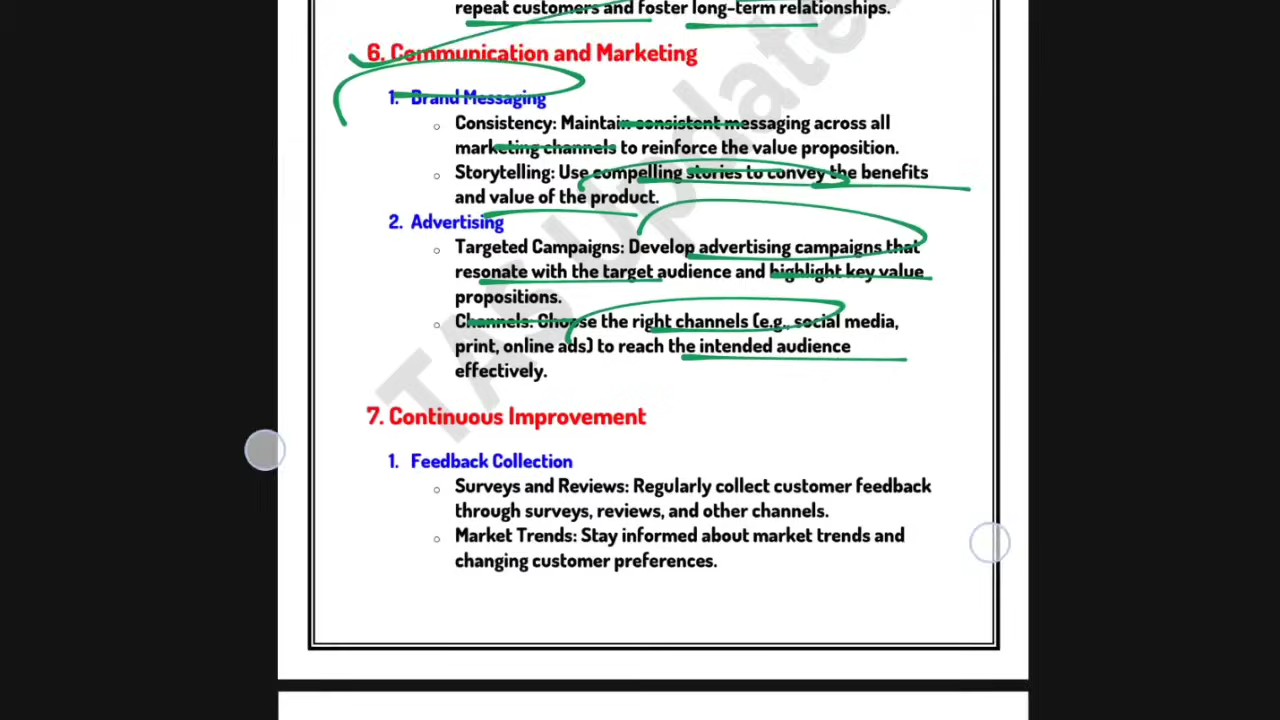 repeat customers and foster long-term relationships.
6. Communication and Marketing
1. Brand Messaging
Consistency: Maintain consistent messaging across all
marketing channels to reinforce the value proposition.
Storytelling: Use compelling stories to convey the benefits
and value of the product.
2. Advertising
Targeted Campaigns: Develop advertising campaigns that
resonate with the target audience and highlight key value
propositions.
Channels: Choose the right channels (e.g., social media,
print, online ads) to reach the intended audience
effectively.
7. Continuous Improvement
1. Feedback Collection
Surveys and Reviews: Regularly collect customer feedback
through surveys, reviews, and other channels.
Market Trends: Stay informed about market trends and
changing customer preferences.